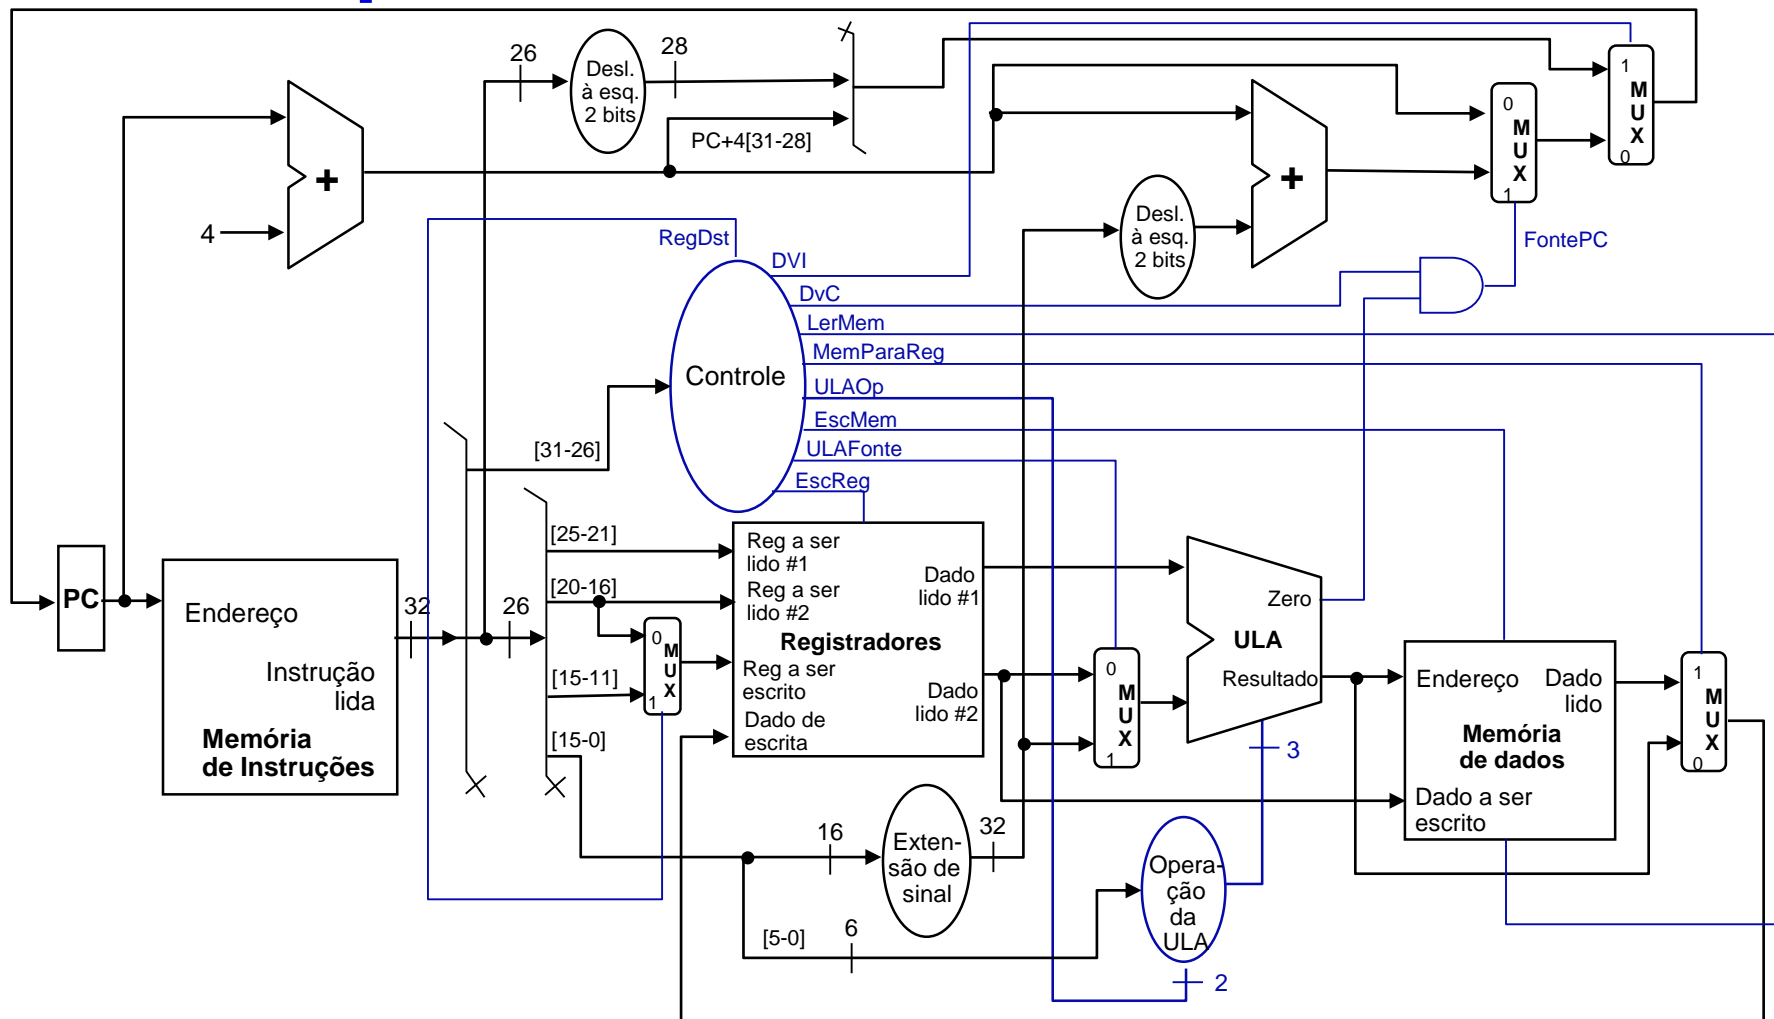 26
28
Desl.
à esq.
2 bits
PC+4[31-28]
+
4
RegDst
DVI
DvC
LerMem
MemParaReg
ULAOp
EscMem
ULAFonte
EscReg
Controle
Desl.
à esq.
2 bits
+
0
M
U
X
1
1
M
U
X
0
FontePC
[31-26]
[25-21]
[20-16]
[15-11]
[15-0]
PC
Endereço
Instrução
lida
Memória
de Instruções
32
26
0
M
U
X
1
Reg a ser
lido #1
Reg a ser
lido #2
Registradores
Reg a ser
escrito
Dado de
escrita
Dado
lido #1
Dado
lido #2
0
M
U
X
1
Zero
ULA
Resultado
3
Endereço
Dado
lido
Memória
de dados
Dado a ser
escrito
1
M
U
X
0
16
Exten-
são de
sinal
32
[5-0]
6
Opera-
ção
da
ULA
2